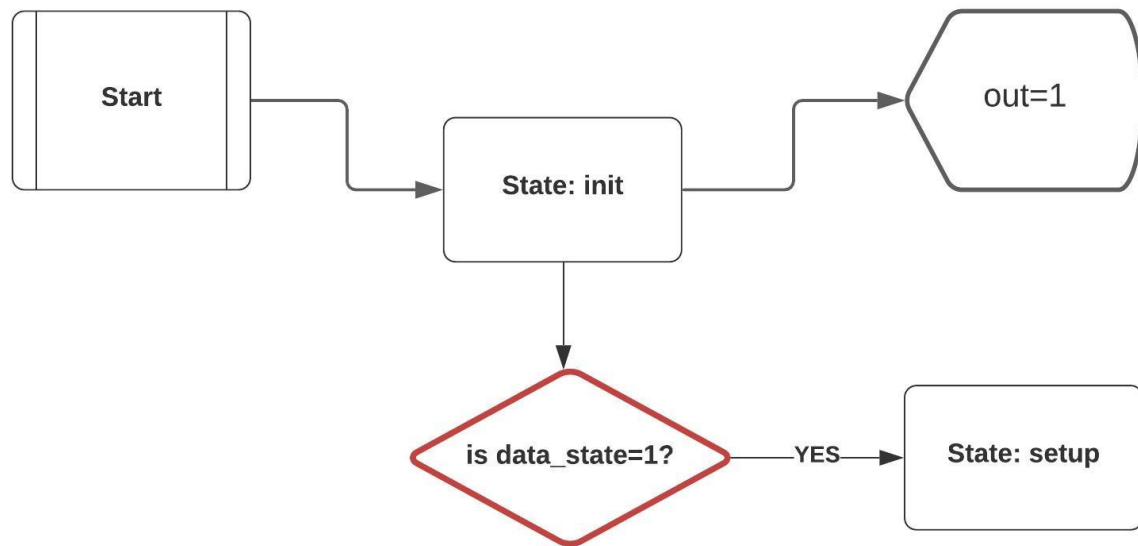 Start
out=1
State: init
is data_state=1?
YES
State: setup